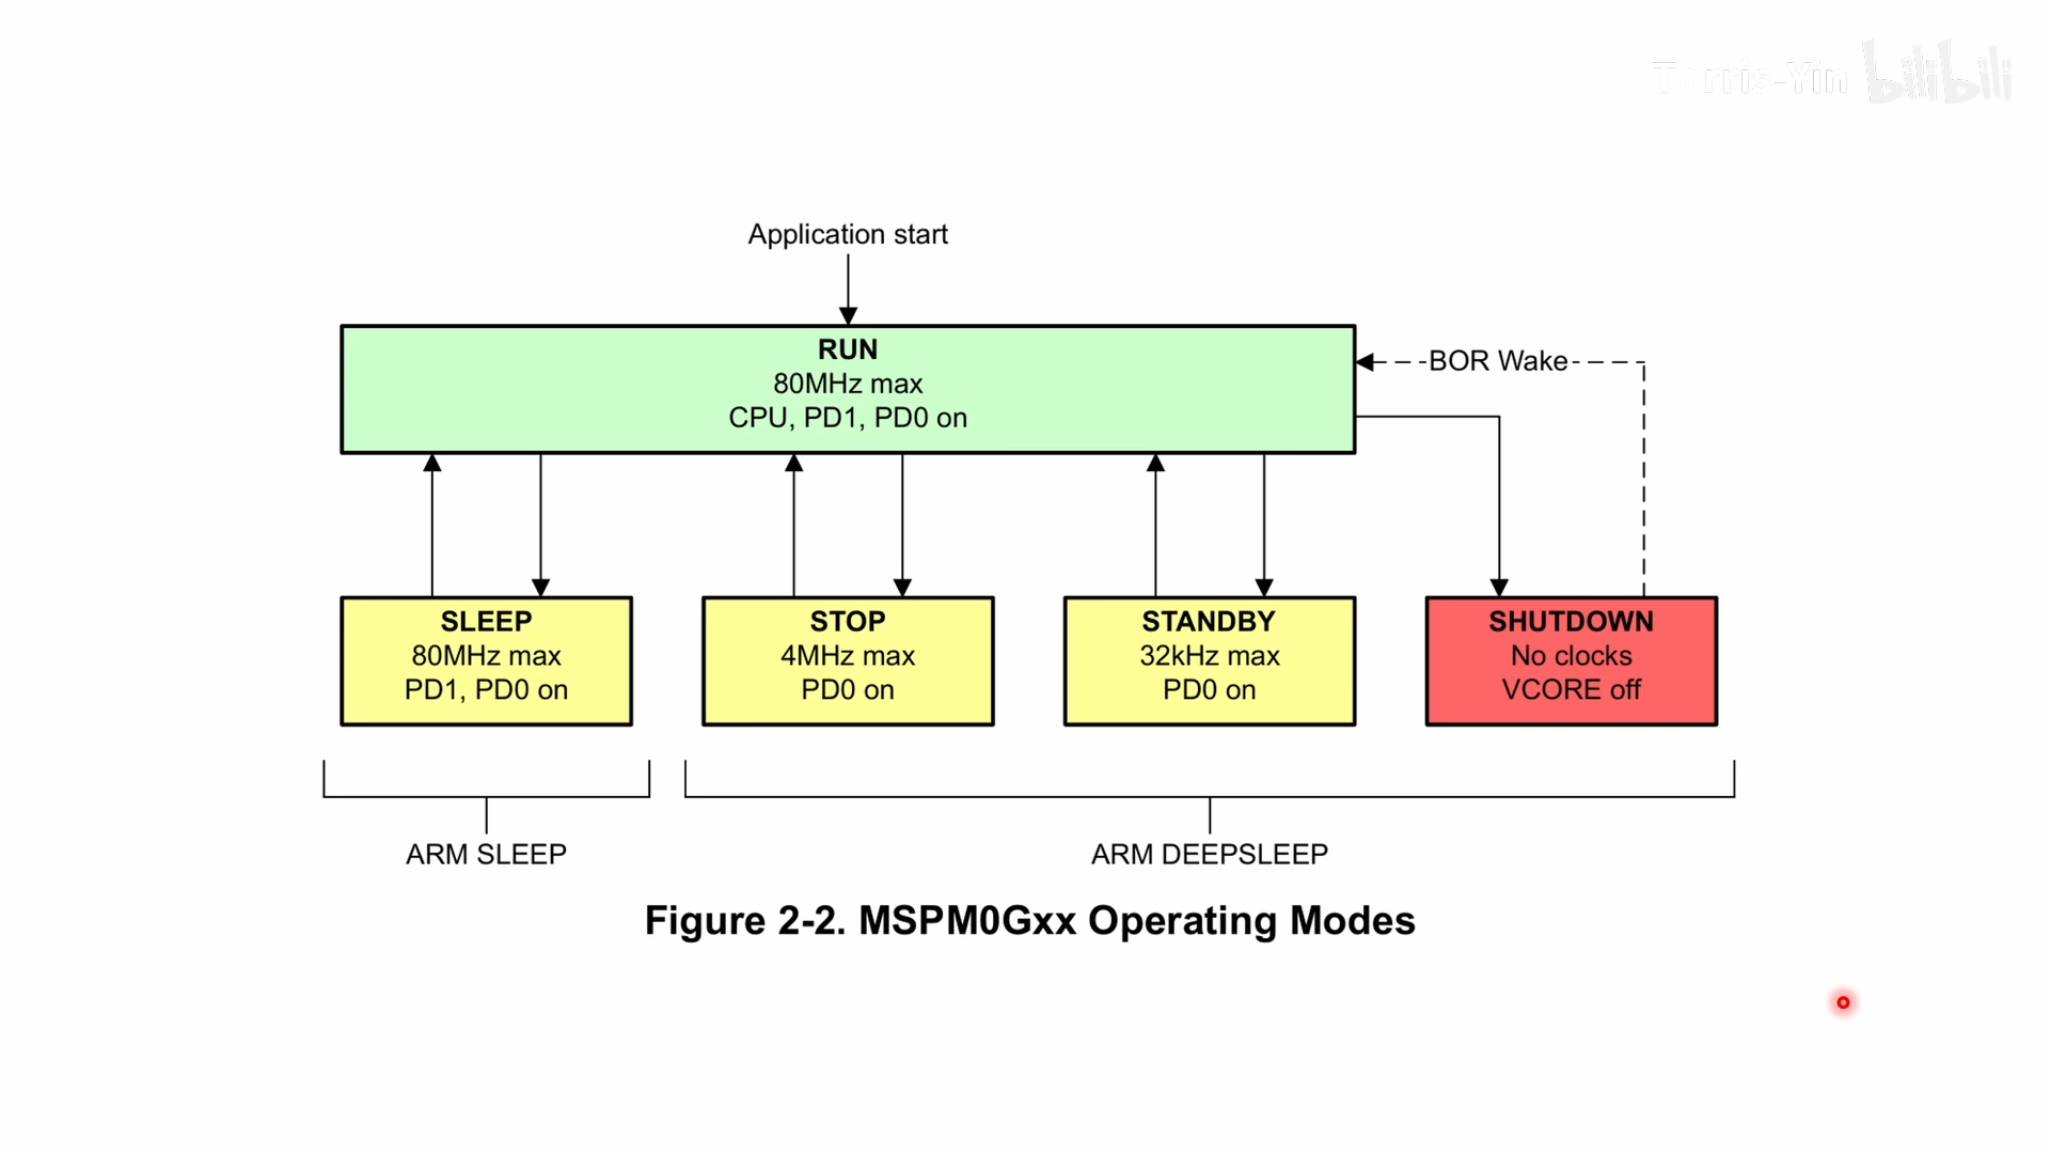 Torris-Yin bilibili
Application start
RUN
80MHz max
CPU, PD1, PD0 on
BOR Wake
SLEEP
80MHz max
PD1, PD0 on
STOP
4MHz max
PD0 on
STANDBY
32kHz max
PD0 on
SHUTDOWN
No clocks
VCORE off
ARM SLEEP
ARM DEEPSLEEP
Figure 2-2. MSPM0Gxx Operating Modes